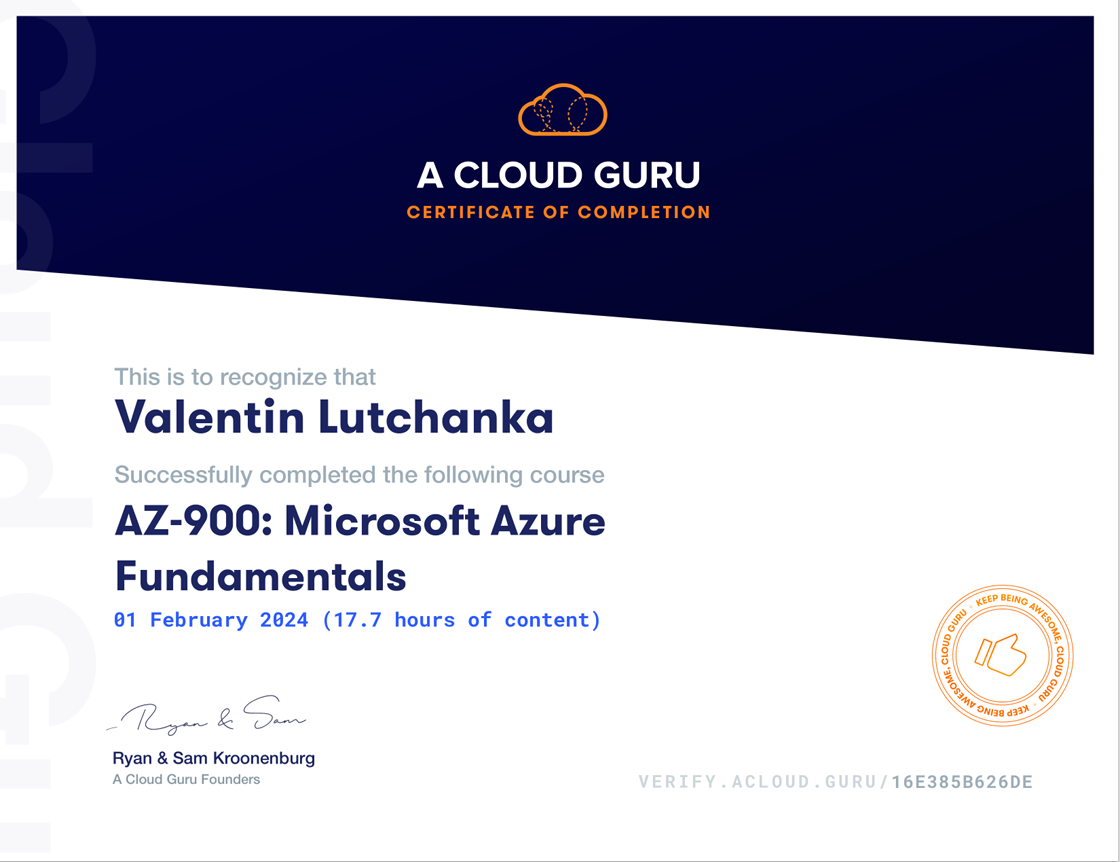 A CLOUD GURU
CERTIFICATE OF COMPLETION
This is to recognize that
Valentin Lutchanka
Successfully completed the following course
AZ-900: Microsoft Azure
Fundamentals
01 February 2024 (17.7 hours of content)
KEEP BEING AWESOME, CLOUD GURU · KEEP BEING AWESOME, CLOUD GURU ·
Ryan & Sam
Ryan & Sam Kroonenburg
A Cloud Guru Founders
VERIFY.ACLOUD.GURU/16E385B626DE